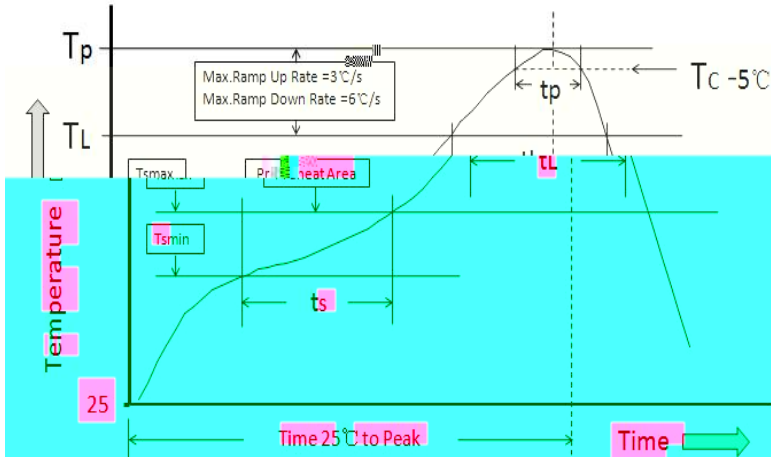 Tp
Max.Ramp Up Rate =3℃/s
Max.Ramp Down Rate =6℃/s
tp
TC -5℃
TL
tL
Tsmax
Area
Tsmin
ts
Temperature
25
Time 25℃ to Peak
Time